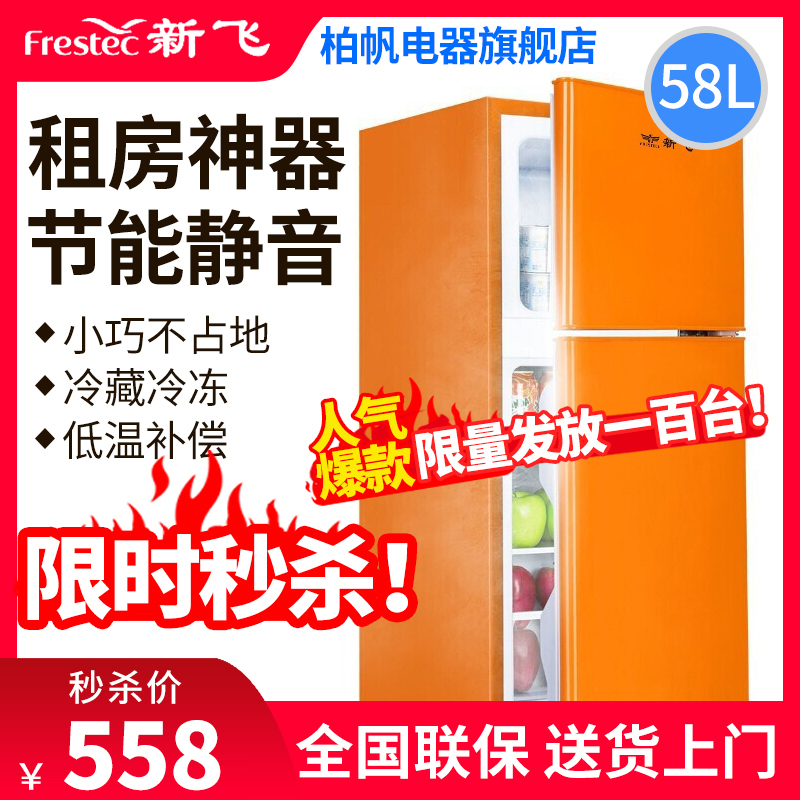 Frestec 新飞
柏帆电器旗舰店
58L
租房神器
节能静音
小巧不占地
冷藏冷冻
低温补偿
FRESTEC 新飞
人气
爆款
限量发放一百台！
限时秒杀！
秒杀价
¥ 558
全国联保 送货上门